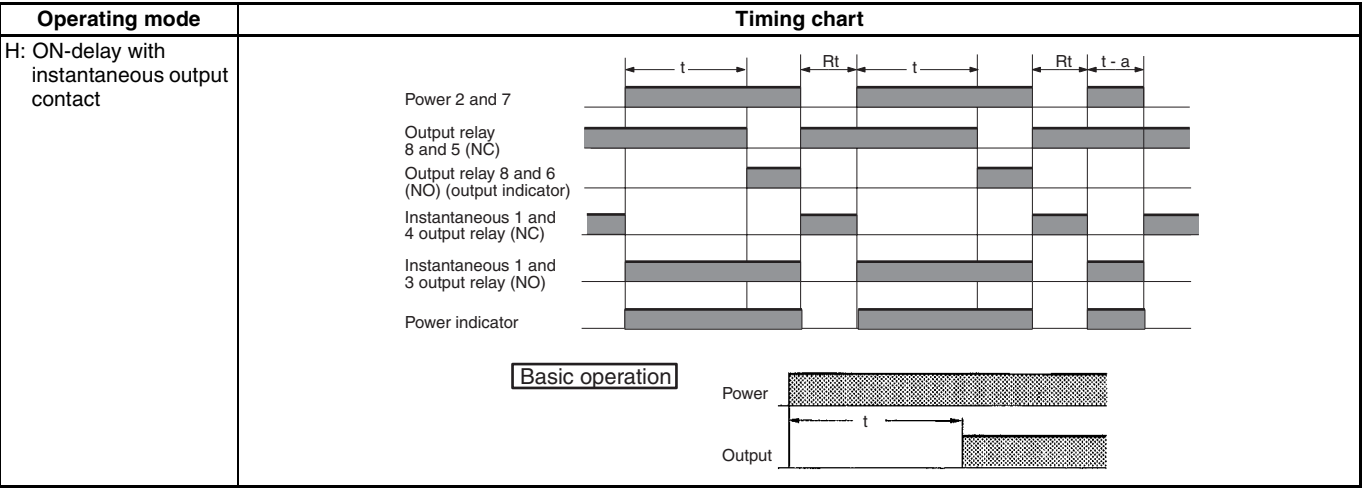 Operating mode
Timing chart
H: ON-delay with
instantaneous output
contact
t
Rt
t
Rt
t - a
Power 2 and 7
Output relay
8 and 5 (NC)
Output relay 8 and 6
(NO) (output indicator)
Instantaneous 1 and
4 output relay (NC)
Instantaneous 1 and
3 output relay (NO)
Power indicator
Basic operation
Power
t
Output